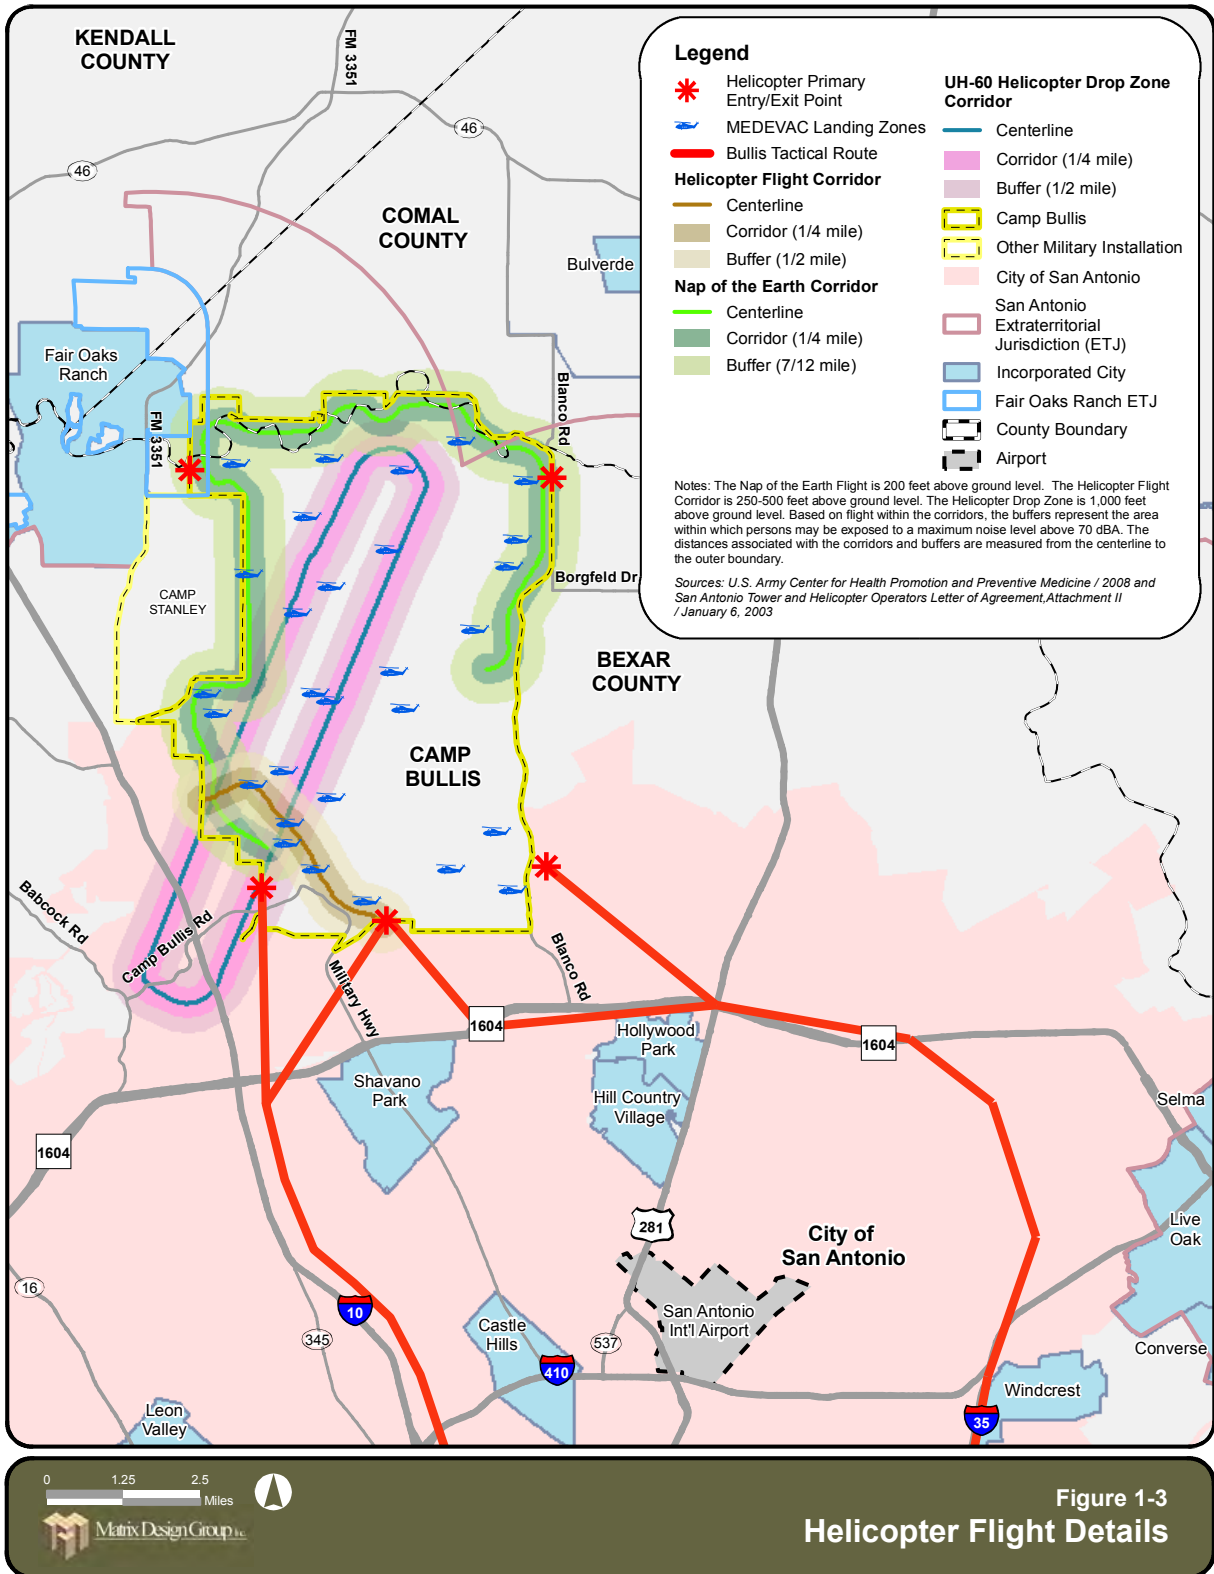 KENDALL
COUNTY
FM 3351
46
46
COMAL
COUNTY
Bulverde
Fair Oaks
Ranch
FM 3351
Blanco Rd
Borgfeld Dr
CAMP
STANLEY
BEXAR
COUNTY
CAMP
BULLIS
Babcock Rd
Camp Bullis Rd
Military Hwy
Blanco Rd
1604
1604
1604
Hollywood
Park
Shavano
Park
Hill Country
Village
Selma
Live
Oak
281
City of
San Antonio
16
10
345
San Antonio
Int'l Airport
Castle
Hills
537
410
Converse
Windcrest
35
Leon
Valley
Legend
Helicopter Primary
Entry/Exit Point
MEDEVAC Landing Zones
Bullis Tactical Route
Helicopter Flight Corridor
Centerline
Corridor (1/4 mile)
Buffer (1/2 mile)
Nap of the Earth Corridor
Centerline
Corridor (1/4 mile)
Buffer (7/12 mile)
UH-60 Helicopter Drop Zone
Corridor
Centerline
Corridor (1/4 mile)
Buffer (1/2 mile)
Camp Bullis
Other Military Installation
City of San Antonio
San Antonio
Extraterritorial
Jurisdiction (ETJ)
Incorporated City
Fair Oaks Ranch ETJ
County Boundary
Airport
Notes: The Nap of the Earth Flight is 200 feet above ground level. The Helicopter Flight
Corridor is 250-500 feet above ground level. The Helicopter Drop Zone is 1,000 feet
above ground level. Based on flight within the corridors, the buffers represent the area
within which persons may be exposed to a maximum noise level above 70 dBA. The
distances associated with the corridors and buffers are measured from the centerline to
the outer boundary.
Sources: U.S. Army Center for Health Promotion and Preventive Medicine / 2008 and
San Antonio Tower and Helicopter Operators Letter of Agreement,Attachment II
/ January 6, 2003
0 1.25 2.5
Miles
Matrix Design Group
Figure 1-3
Helicopter Flight Details